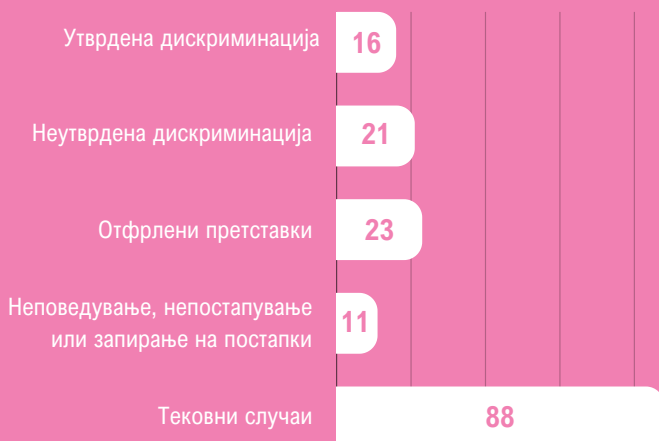 Утврдена дискриминација 16
Неутврдена дискриминација 21
Отфрлени претставки 23
Неповедување, непостапување
или запирање на постапки 11
Тековни случаи 88